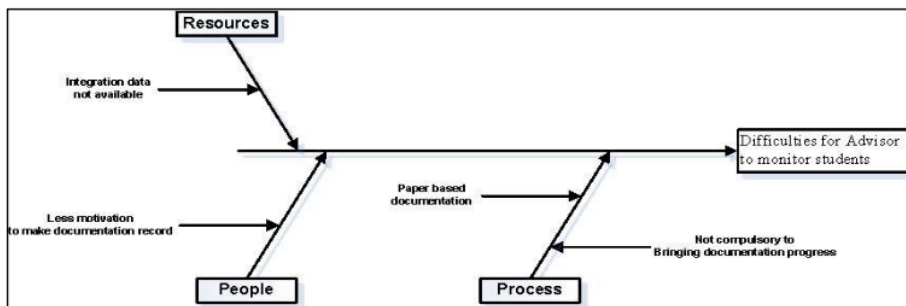 Resources
Integration data
not available
Difficulties for Advisor
to monitor students
Paper based
documentation
Less motivation
to make documentation record
Not compulsory to
Bringing documentation progress
People
Process